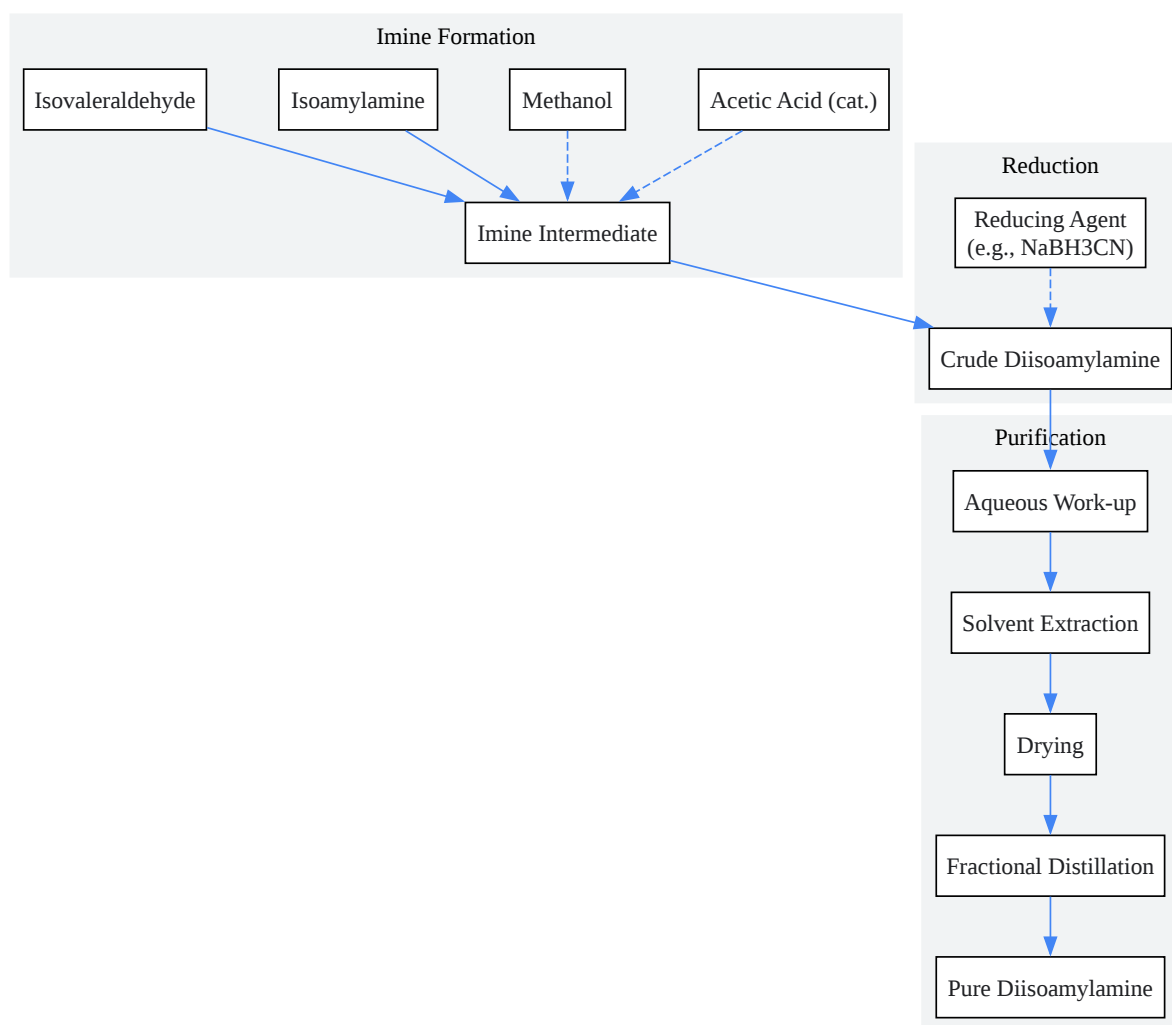 Imine Formation
Isovaleraldehyde
Isoamylamine
Methanol
Acetic Acid (cat.)
Imine Intermediate
Reduction
Reducing Agent
(e.g., NaBH3CN)
Crude Diisoamylamine
Purification
Aqueous Work-up
Solvent Extraction
Drying
Fractional Distillation
Pure Diisoamylamine